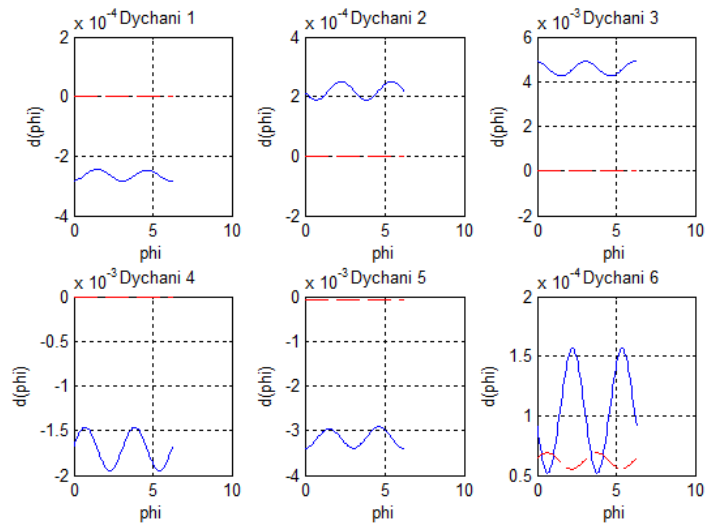 x 10^-4 Dychani 1
2
0
-2
-4
d(phi)
0 5 10
phi
x 10^-4 Dychani 2
4
2
0
-2
d(phi)
0 5 10
phi
x 10^-3 Dychani 3
6
4
2
0
-2
d(phi)
0 5 10
phi
x 10^-3 Dychani 4
0
-0.5
-1
-1.5
-2
d(phi)
0 5 10
phi
x 10^-3 Dychani 5
0
-1
-2
-3
-4
d(phi)
0 5 10
phi
x 10^-4 Dychani 6
2
1.5
1
0.5
d(phi)
0 5 10
phi